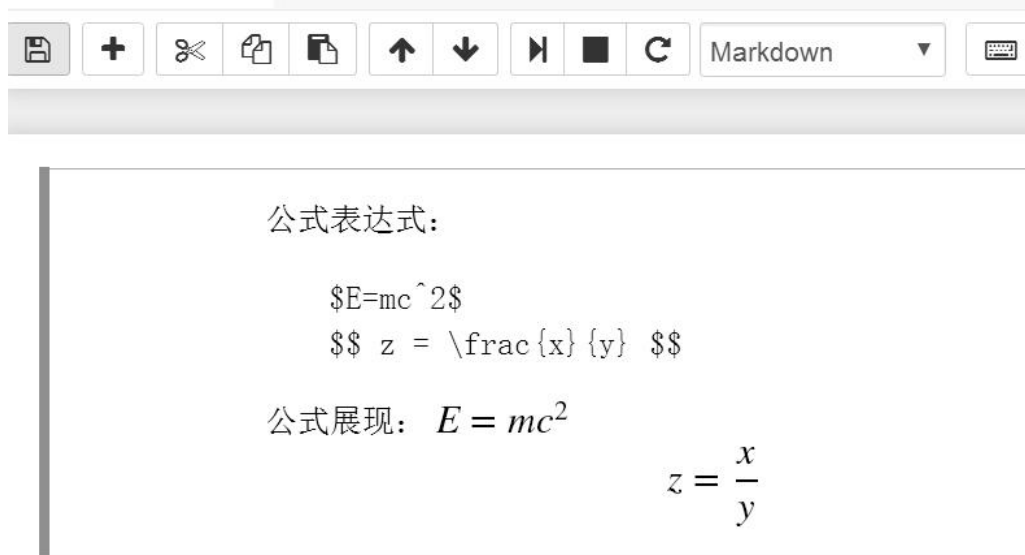 Markdown
公式表达式：
$E=mc^2$
$$ z = \frac{x}{y} $$
公式展现： E = mc²
z = x/y